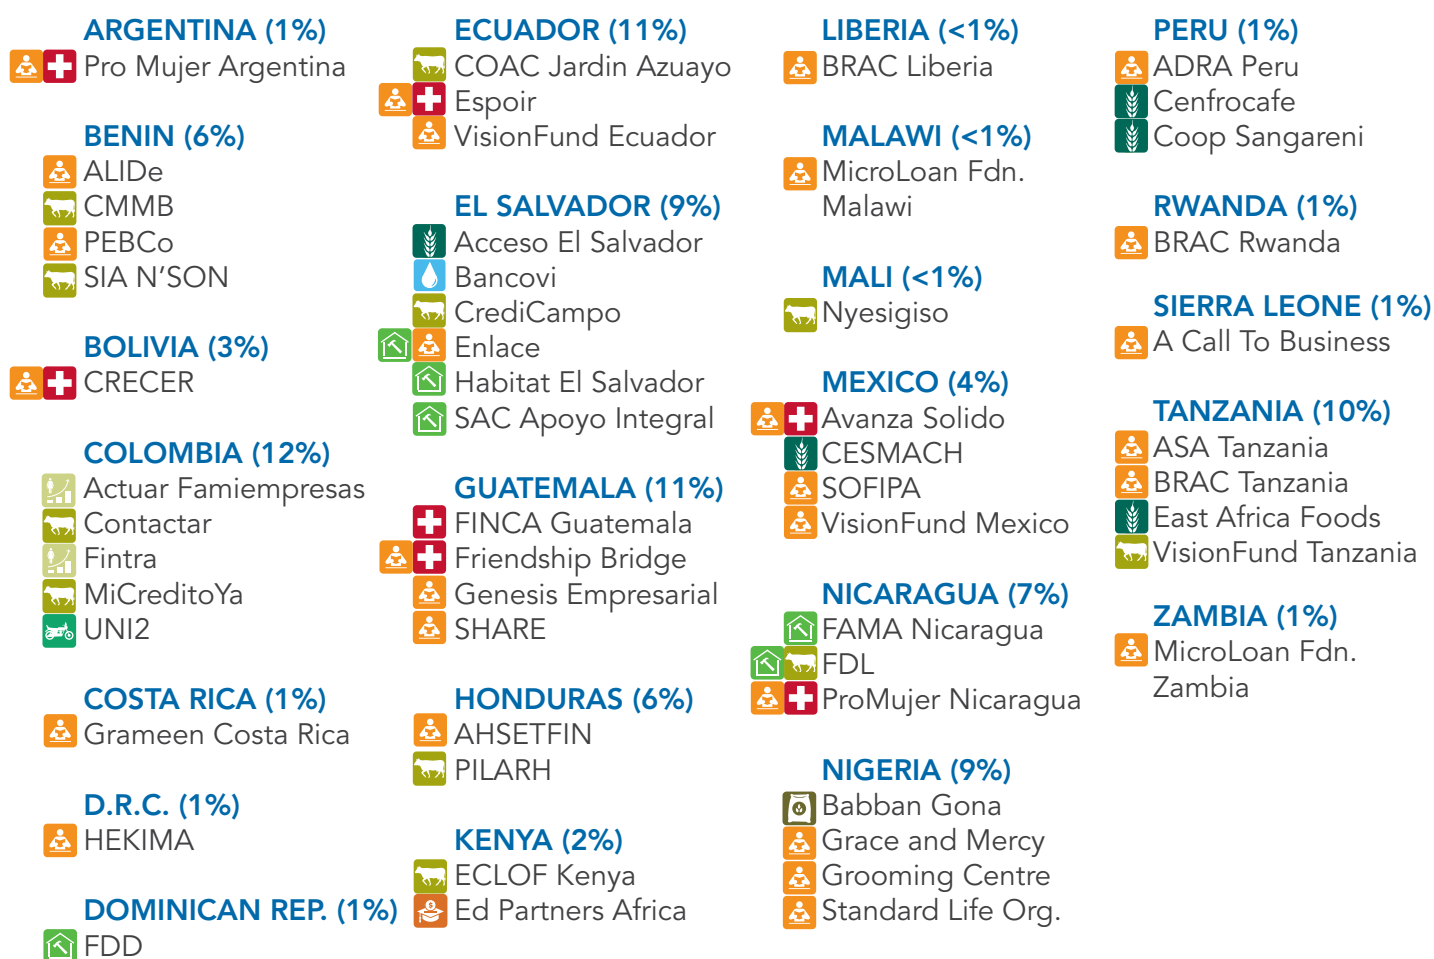 ARGENTINA (1%)
Pro Mujer Argentina
BENIN (6%)
ALIDe
CMMB
PEBCo
SIA N’SON
BOLIVIA (3%)
CRECER
COLOMBIA (12%)
Actuar Famiempresas
Contactar
Fintra
MiCreditoYa
UNI2
COSTA RICA (1%)
Grameen Costa Rica
D.R.C. (1%)
HEKIMA
DOMINICAN REP. (1%)
FDD
ECUADOR (11%)
COAC Jardin Azuayo
Espoir
VisionFund Ecuador
EL SALVADOR (9%)
Acceso El Salvador
Bancovi
CrediCampo
Enlace
Habitat El Salvador
SAC Apoyo Integral
GUATEMALA (11%)
FINCA Guatemala
Friendship Bridge
Genesis Empresarial
SHARE
HONDURAS (6%)
AHSETFIN
PILARH
KENYA (2%)
ECLOF Kenya
Ed Partners Africa
LIBERIA (<1%)
BRAC Liberia
MALAWI (<1%)
MicroLoan Fdn.
Malawi
MALI (<1%)
Nyesigiso
MEXICO (4%)
Avanza Solido
CESMACH
SOFIPA
VisionFund Mexico
NICARAGUA (7%)
FAMA Nicaragua
FDL
ProMujer Nicaragua
NIGERIA (9%)
Babban Gona
Grace and Mercy
Grooming Centre
Standard Life Org.
PERU (1%)
ADRA Peru
Cenfrocafe
Coop Sangareni
RWANDA (1%)
BRAC Rwanda
SIERRA LEONE (1%)
A Call To Business
TANZANIA (10%)
ASA Tanzania
BRAC Tanzania
East Africa Foods
VisionFund Tanzania
ZAMBIA (1%)
MicroLoan Fdn.
Zambia